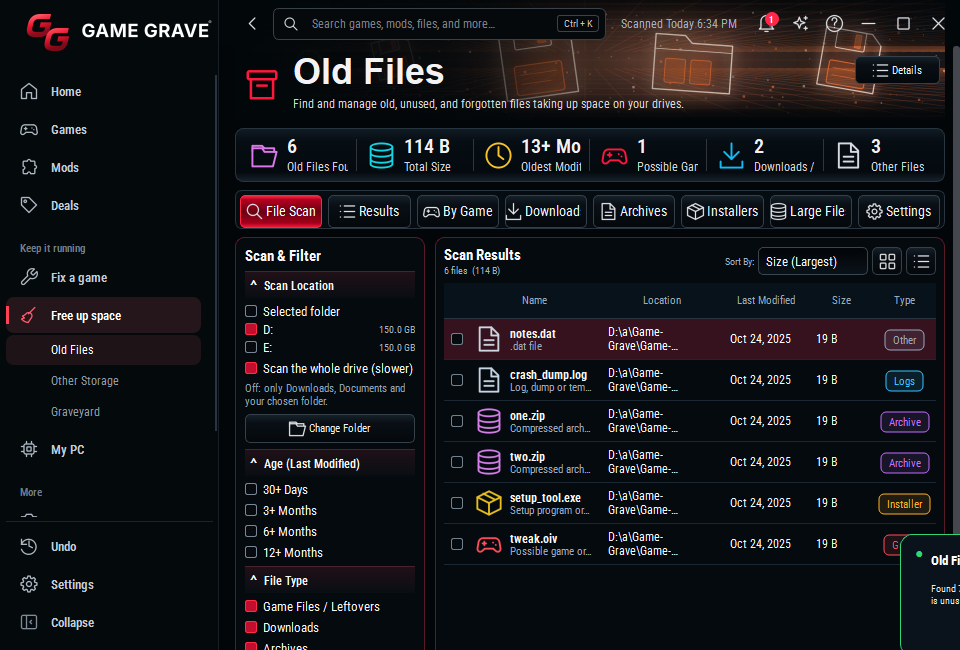 GAME GRAVE
Search games, mods, files, and more...
Ctrl + K
Scanned Today 6:34 PM
1
Home
Games
Mods
Deals
Keep it running
Fix a game
Free up space
Old Files
Other Storage
Graveyard
My PC
More
Undo
Settings
Collapse
Old Files
Find and manage old, unused, and forgotten files taking up space on your drives.
Details
6
Old Files Fou
114 B
Total Size
13+ Mo
Oldest Modif
1
Possible Gar
2
Downloads /
3
Other Files
File Scan
Results
By Game
Download
Archives
Installers
Large File
Settings
Scan & Filter
Scan Location
Selected folder
D:
150.0 GB
E:
150.0 GB
Scan the whole drive (slower)
Off: only Downloads, Documents and
your chosen folder.
Change Folder
Age (Last Modified)
30+ Days
3+ Months
6+ Months
12+ Months
File Type
Game Files / Leftovers
Downloads
Archives
Scan Results
6 files (114 B)
Sort By:
Size (Largest)
Name
Location
Last Modified
Size
Type
notes.dat
.dat file
D:\a\Game-
Grave\Game-...
Oct 24, 2025
19 B
Other
crash_dump.log
Log, dump or tem...
D:\a\Game-
Grave\Game-...
Oct 24, 2025
19 B
Logs
one.zip
Compressed arch...
D:\a\Game-
Grave\Game-...
Oct 24, 2025
19 B
Archive
two.zip
Compressed arch...
D:\a\Game-
Grave\Game-...
Oct 24, 2025
19 B
Archive
setup_tool.exe
Setup program or...
D:\a\Game-
Grave\Game-...
Oct 24, 2025
19 B
Installer
tweak.oiv
Possible game or...
D:\a\Game-
Grave\Game-...
Oct 24, 2025
19 B
Old Fi
Found
is unus